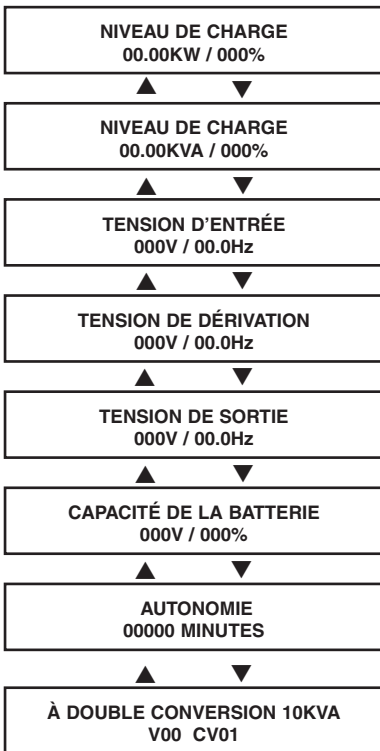 NIVEAU DE CHARGE
00.00KW / 000%
NIVEAU DE CHARGE
00.00KVA / 000%
TENSION D'ENTRÉE
000V / 00.0Hz
TENSION DE DÉRIVATION
000V / 00.0Hz
TENSION DE SORTIE
000V / 00.0Hz
CAPACITÉ DE LA BATTERIE
000V / 000%
AUTONOMIE
00000 MINUTES
À DOUBLE CONVERSION 10KVA
V00 CV01